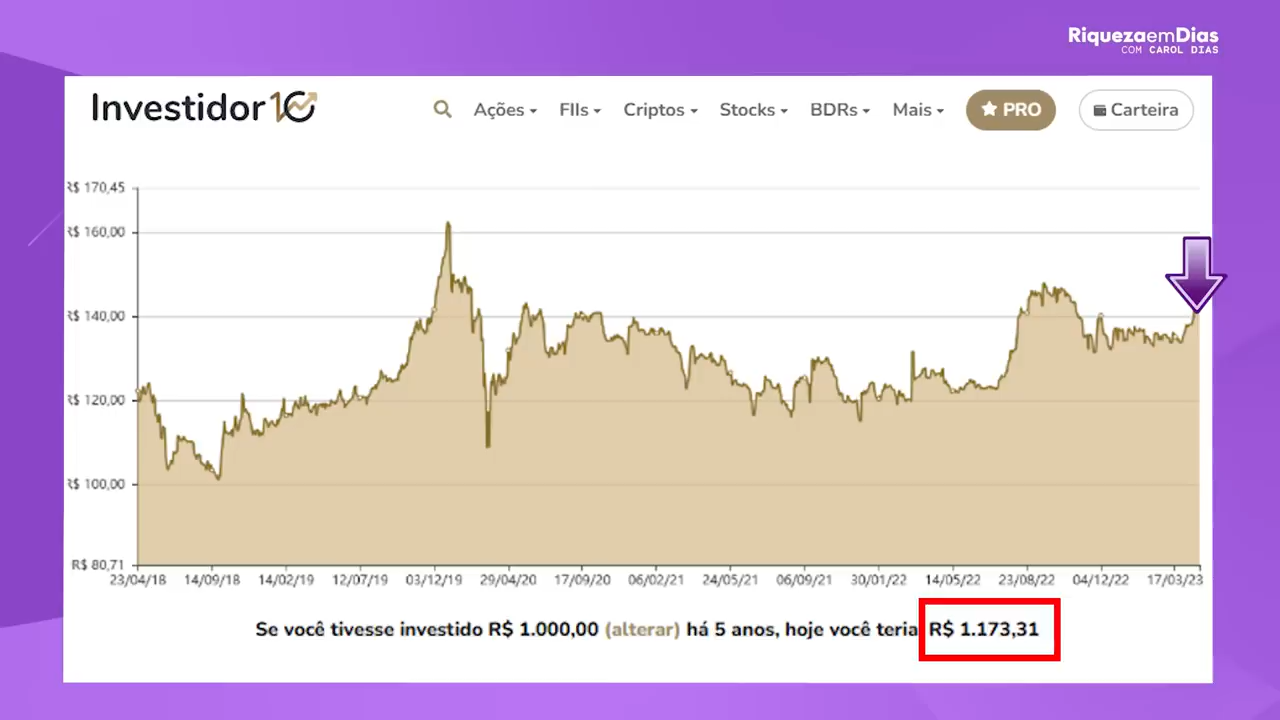 RiquezaemDias
COM CAROL DIAS
Investidor10
Ações
FIIs
Criptos
Stocks
BDRs
Mais
PRO
Carteira
R$ 170,45
R$ 160,00
R$ 140,00
R$ 120,00
R$ 100,00
R$ 80,71
23/04/18 14/09/18 14/02/19 12/07/19 03/12/19 29/04/20 17/09/20 06/02/21 24/05/21 06/09/21 30/01/22 14/05/22 23/08/22 04/12/22 17/03/23
Se você tivesse investido R$ 1.000,00 (alterar) há 5 anos, hoje você teria R$ 1.173,31